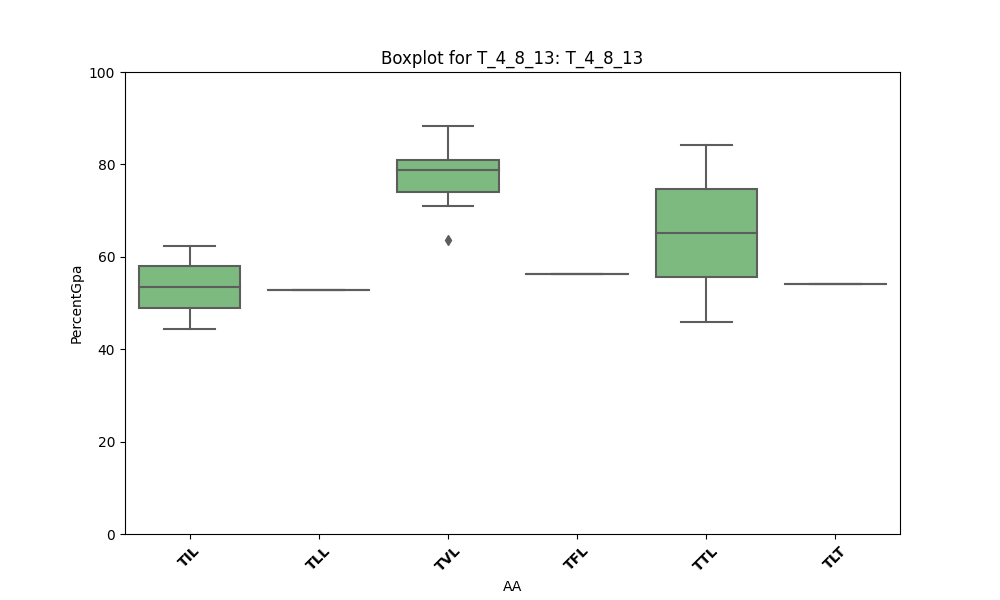 Boxplot for T_4_8_13: T_4_8_13
100
80
60
40
20
0
PercentGpa
TIL
TLL
TVL
TFL
TTL
TLT
AA